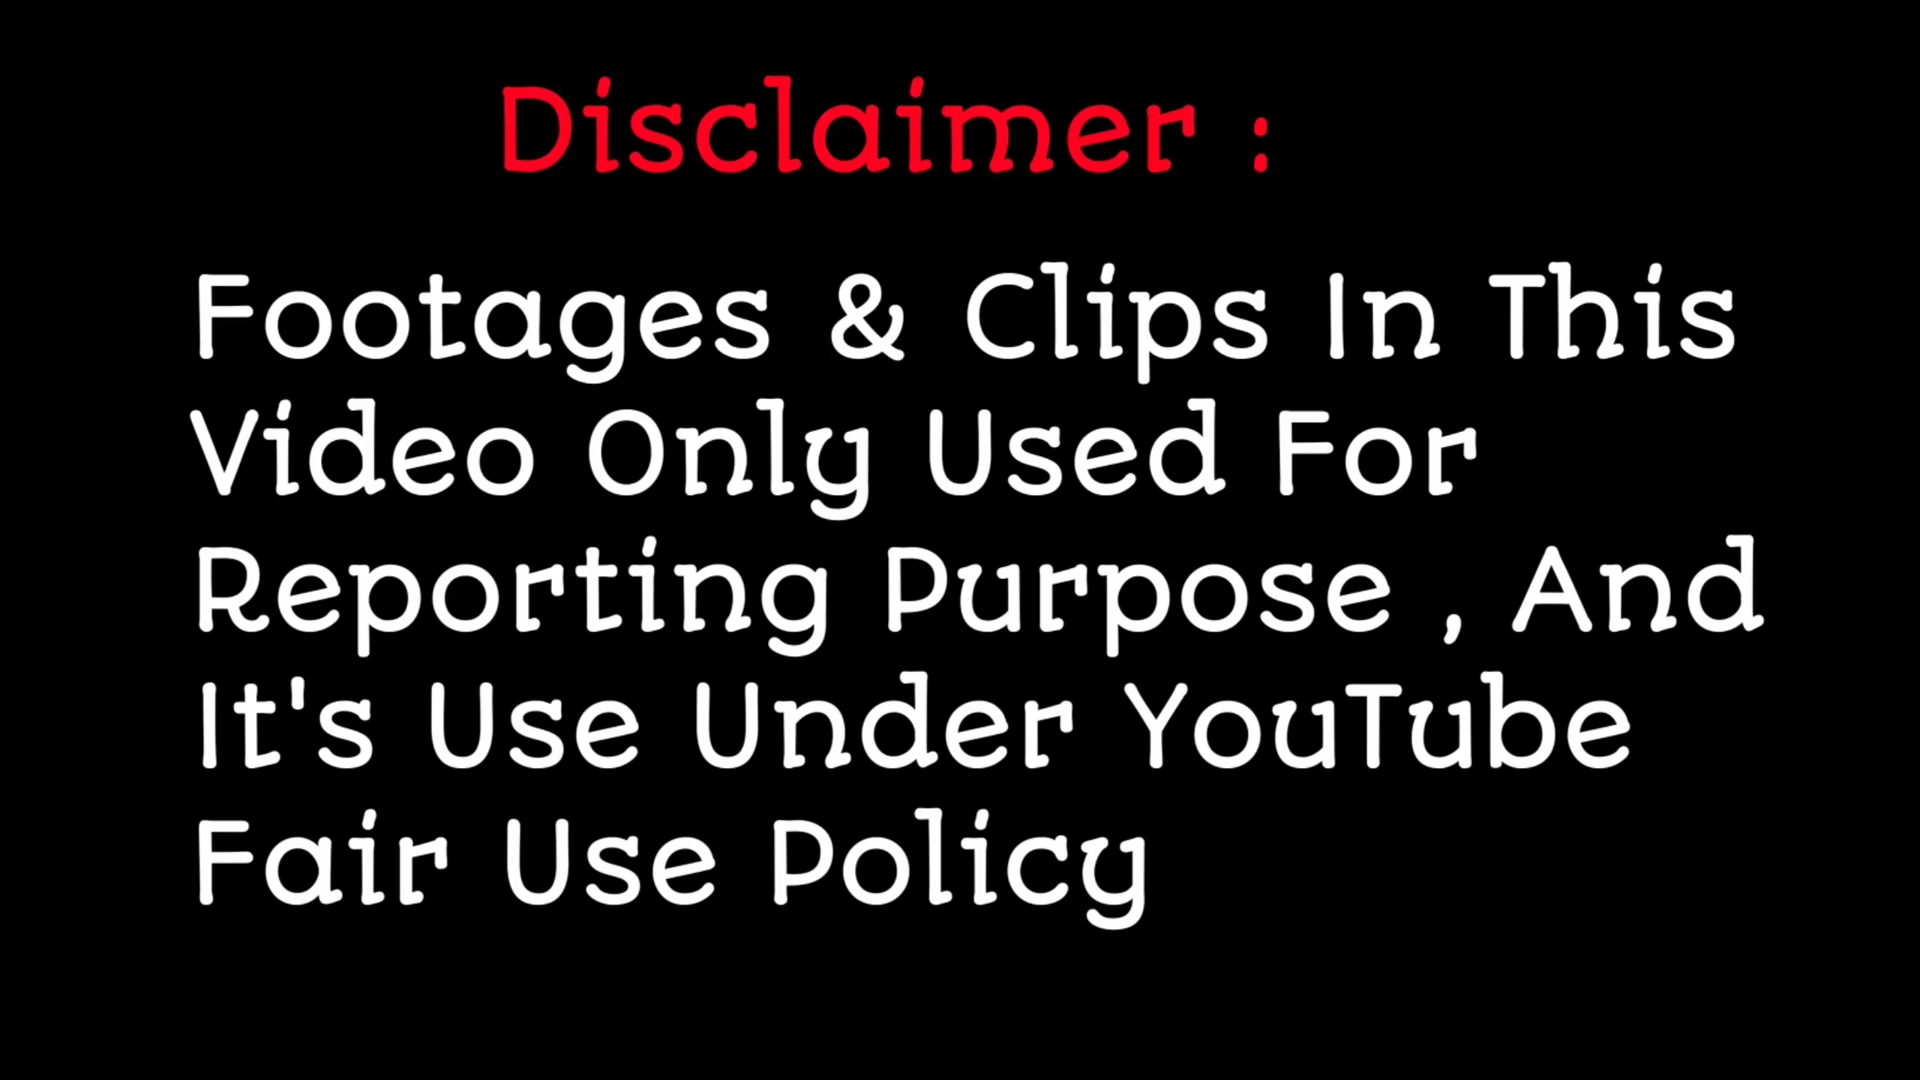 Disclaimer :
Footages & Clips In This
Video Only Used For
Reporting Purpose , And
It's Use Under YouTube
Fair Use Policy